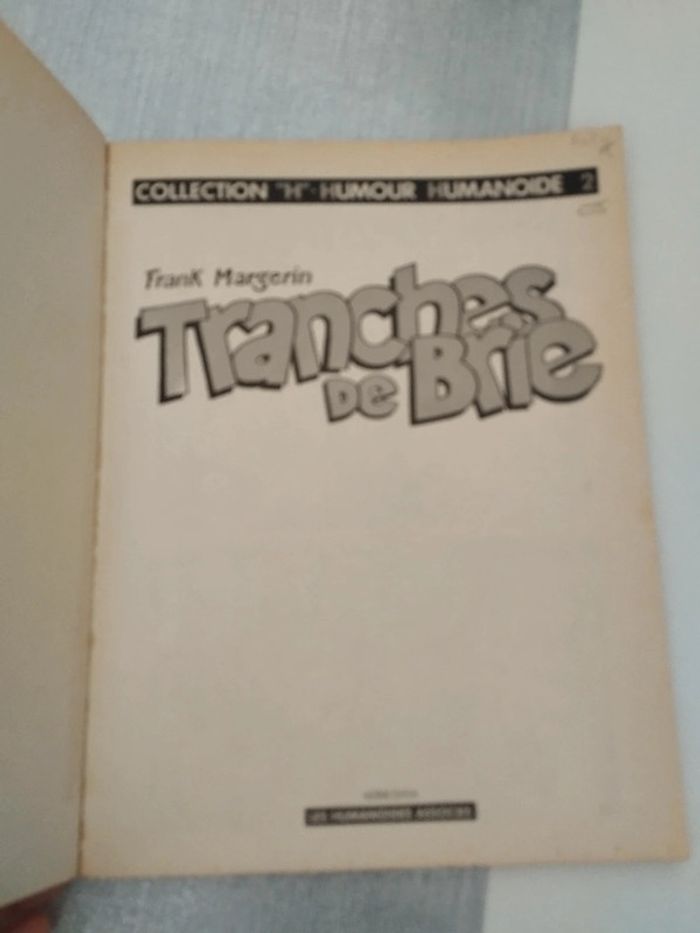 COLLECTION "H"·HUMOUR HUMANOIDE 2
Frank Margerin
Tranches
DE Brie
LES HUMANOIDES ASSOCIES